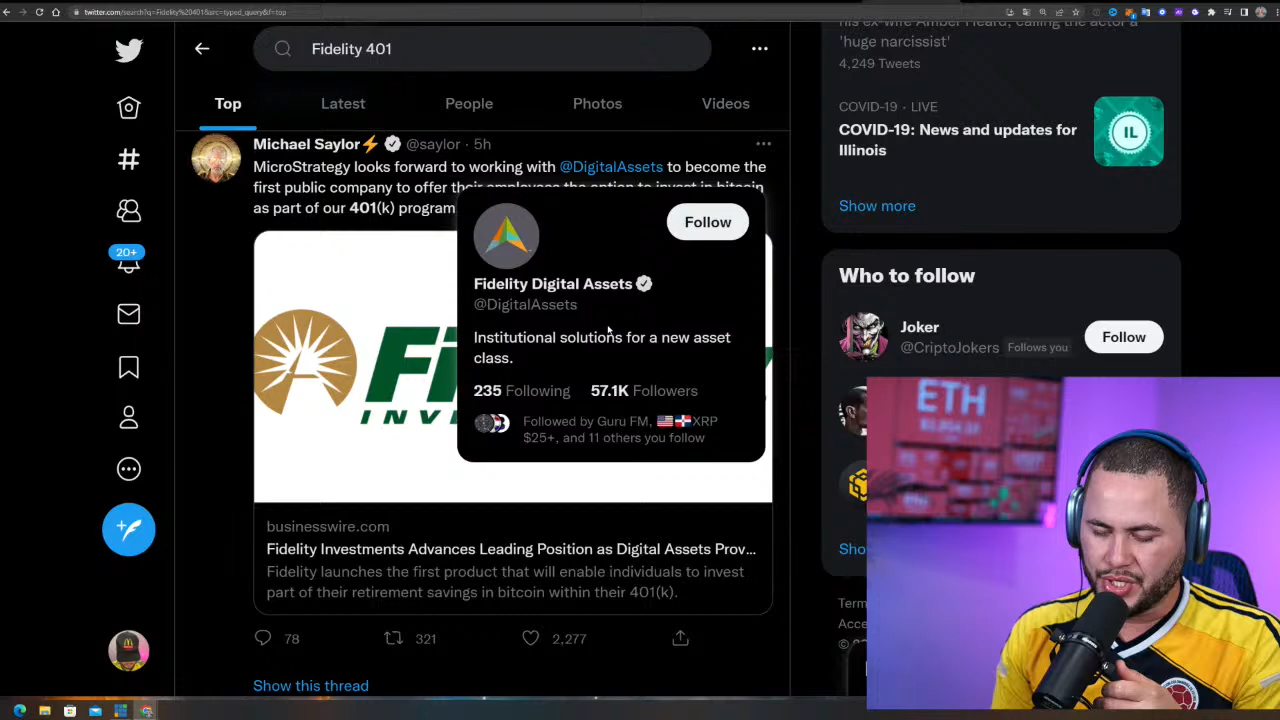 twitter.com/search?q=Fidelity%20401&src=typed_query&f=top
Fidelity 401
Top
Latest
People
Photos
Videos
Michael Saylor⚡ @saylor · 5h
MicroStrategy looks forward to working with @DigitalAssets to become the
first public company to offer their employees the option to invest in bitcoin
as part of our 401(k) program
Follow
Fidelity Digital Assets
@DigitalAssets
Institutional solutions for a new asset
class.
235 Following 57.1K Followers
Followed by Guru FM, 🇺🇸🇩🇴XRP
$25+, and 11 others you follow
Fi
INV
businesswire.com
Fidelity Investments Advances Leading Position as Digital Assets Prov...
Fidelity launches the first product that will enable individuals to invest
part of their retirement savings in bitcoin within their 401(k).
78
321
2,277
Show this thread
20+
his ex-wife Amber Heard, calling the actor a
'huge narcissist'
4,249 Tweets
COVID-19 · LIVE
COVID-19: News and updates for
Illinois
IL
Show more
Who to follow
Joker
@CriptoJokers Follows you
Follow
Sho
Term
Acce
ETH